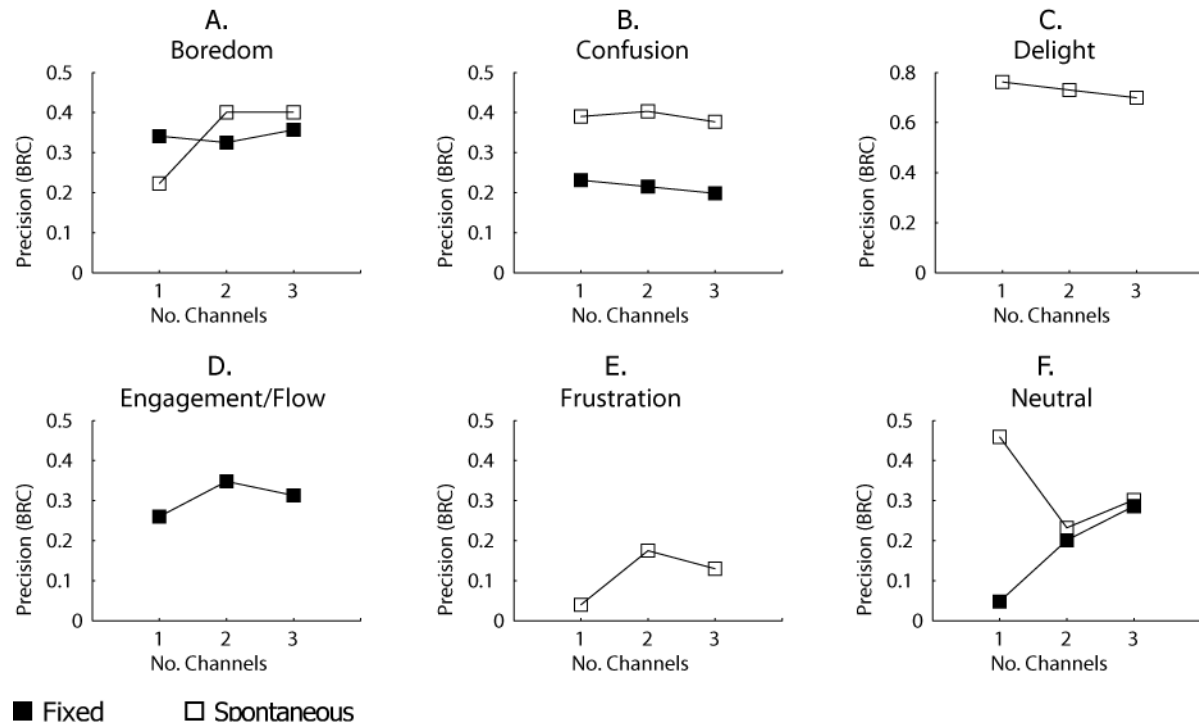 A.
Boredom
Precision (BRC)
0.5
0.4
0.3
0.2
0.1
0
1 2 3
No. Channels
B.
Confusion
Precision (BRC)
0.5
0.4
0.3
0.2
0.1
0
1 2 3
No. Channels
C.
Delight
Precision (BRC)
0.8
0.6
0.4
0.2
0
1 2 3
No. Channels
D.
Engagement/Flow
Precision (BRC)
0.5
0.4
0.3
0.2
0.1
0
1 2 3
No. Channels
E.
Frustration
Precision (BRC)
0.5
0.4
0.3
0.2
0.1
0
1 2 3
No. Channels
F.
Neutral
Precision (BRC)
0.5
0.4
0.3
0.2
0.1
0
1 2 3
No. Channels
Fixed Spontaneous